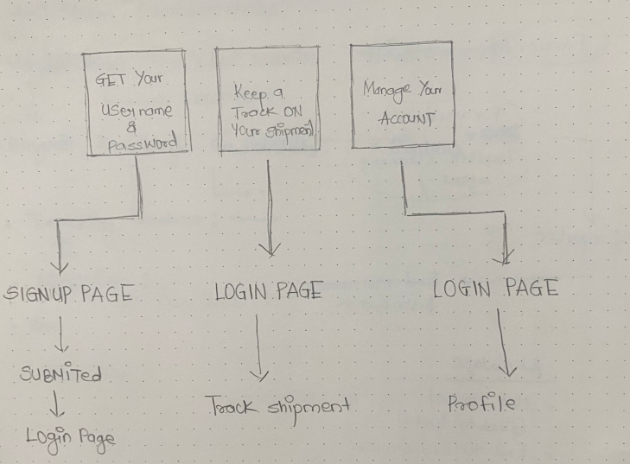 GET Your
Username
&
Password
Keep a
Track ON
Your shipment
Manage Your
ACCOUNT
SIGNUP PAGE
LOGIN PAGE
LOGIN PAGE
SUBMITed
Track shipment
Profile
Login Page